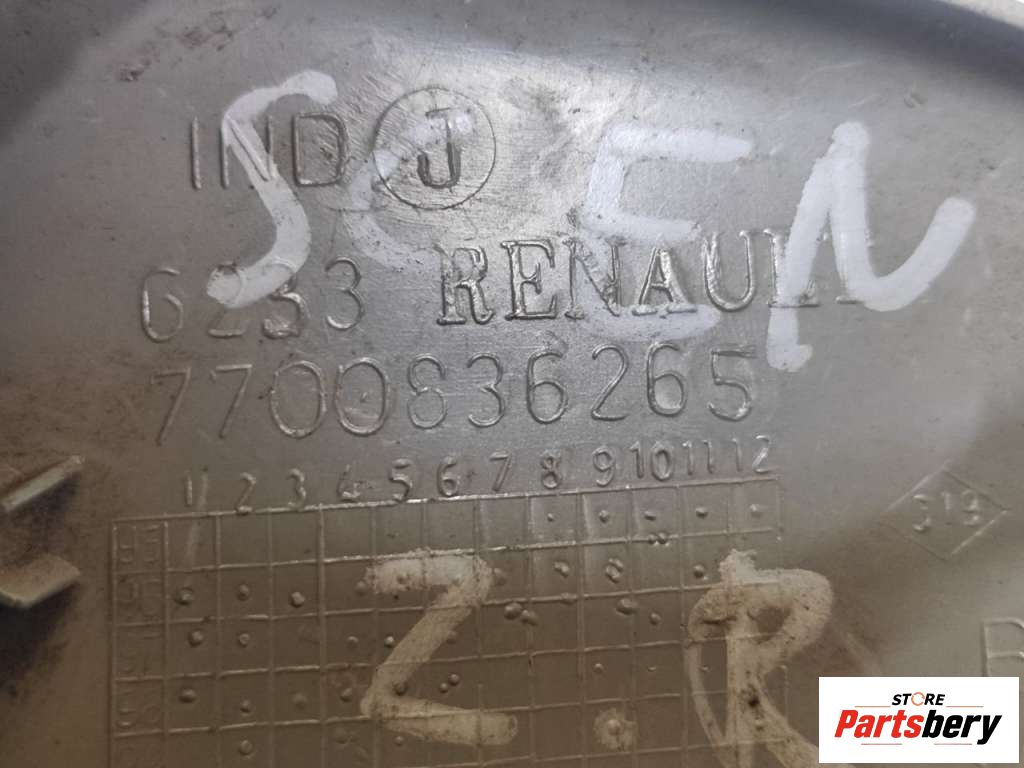 IND J
SCEN
6233 RENAULT
7700836265
1 2 3 4 5 6 7 8 9 10 11 12
Z.R
STORE
Partsbery